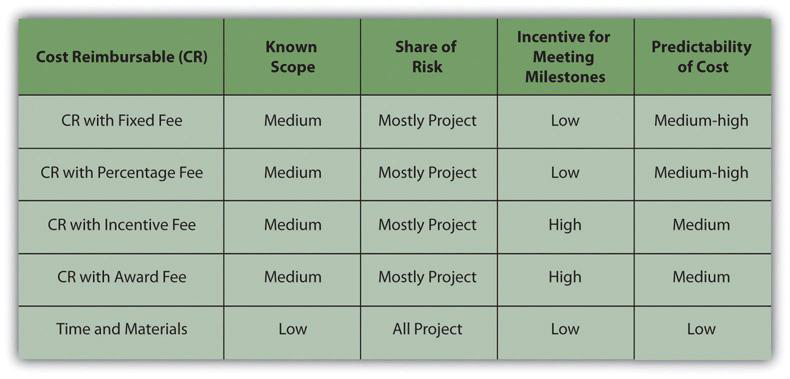 Cost Reimbursable (CR) Known Scope Share of Risk Incentive for Meeting Milestones Predictability of Cost
CR with Fixed Fee Medium Mostly Project Low Medium-high
CR with Percentage Fee Medium Mostly Project Low Medium-high
CR with Incentive Fee Medium Mostly Project High Medium
CR with Award Fee Medium Mostly Project High Medium
Time and Materials Low All Project Low Low